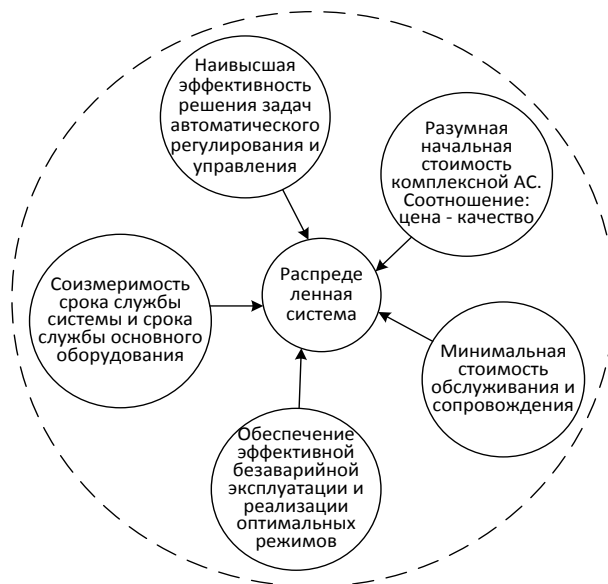 Наивысшая
эффективность
решения задач
автоматического
регулирования и
управления
Разумная
начальная
стоимость
комплексной АС.
Соотношение:
цена - качество
Распреде
ленная
система
Соизмеримость
срока службы
системы и срока
службы основного
оборудования
Минимальная
стоимость
обслуживания и
сопровождения
Обеспечение
эффективной
безаварийной
эксплуатации и
реализации
оптимальных
режимов